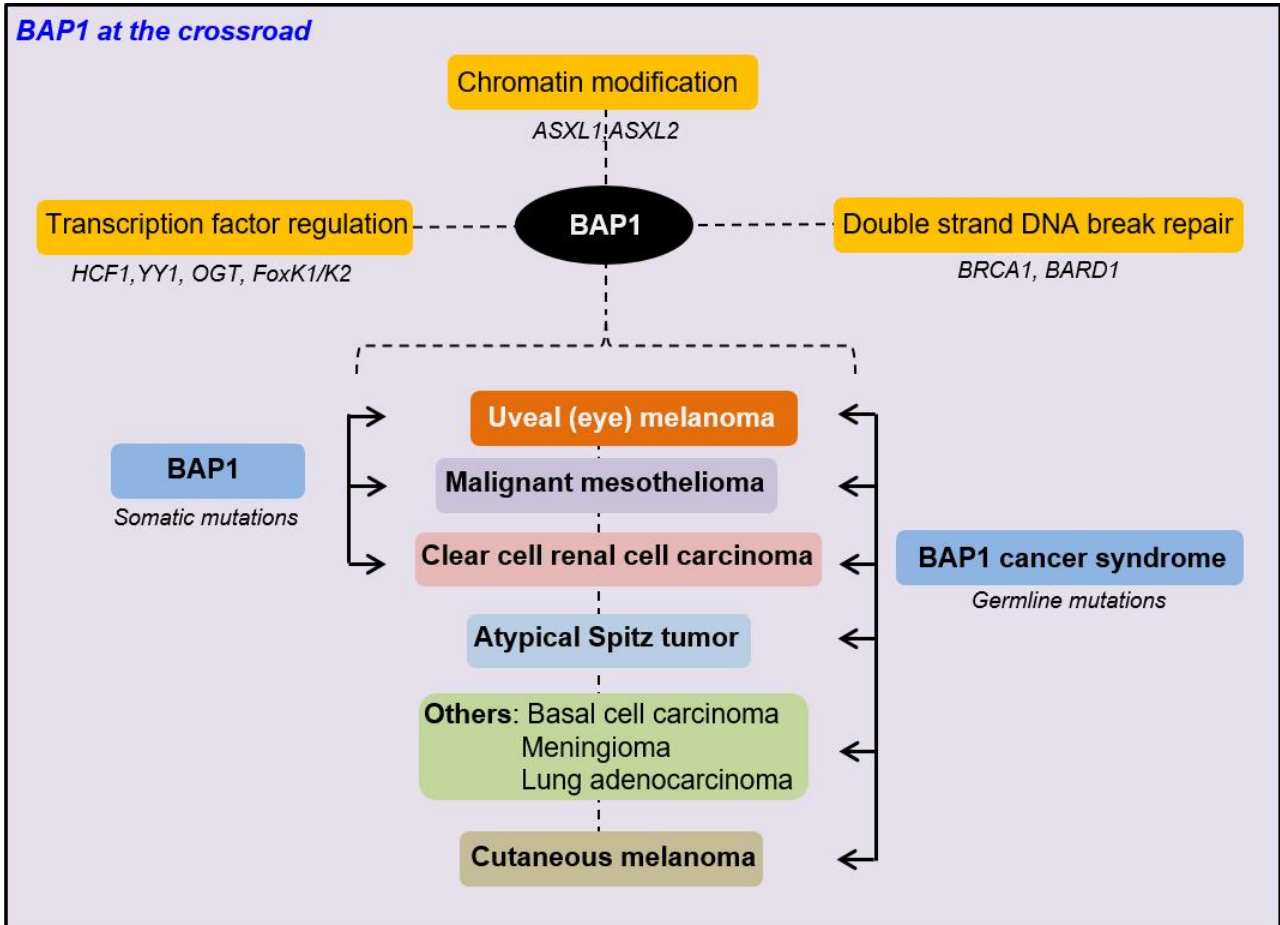 BAP1 at the crossroad
Chromatin modification
ASXL1,ASXL2
Transcription factor regulation
HCF1,YY1, OGT, FoxK1/K2
BAP1
Double strand DNA break repair
BRCA1, BARD1
Uveal (eye) melanoma
BAP1
Somatic mutations
Malignant mesothelioma
Clear cell renal cell carcinoma
BAP1 cancer syndrome
Germline mutations
Atypical Spitz tumor
Others: Basal cell carcinoma
Meningioma
Lung adenocarcinoma
Cutaneous melanoma